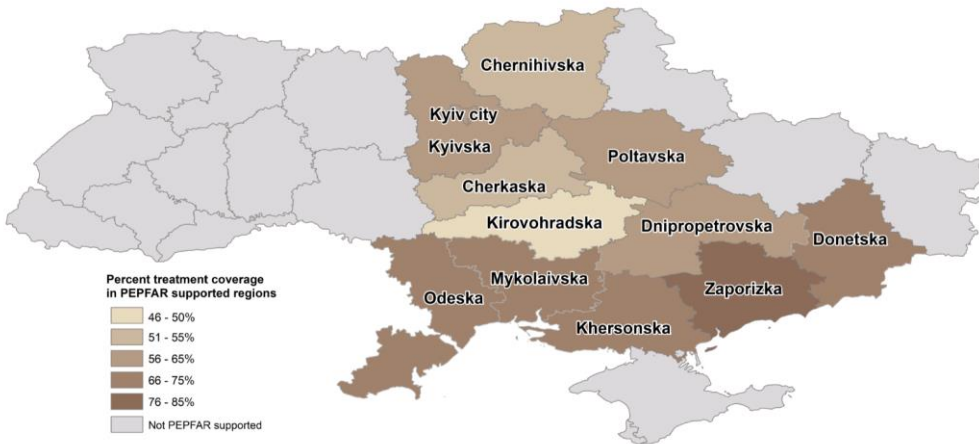 Chernihivska
Kyiv city
Kyivska
Poltavska
Cherkaska
Kirovohradska
Dnipropetrovska
Donetska
Mykolaivska
Odeska
Zaporizka
Khersonska
Percent treatment coverage
in PEPFAR supported regions
46 - 50%
51 - 55%
56 - 65%
66 - 75%
76 - 85%
Not PEPFAR supported